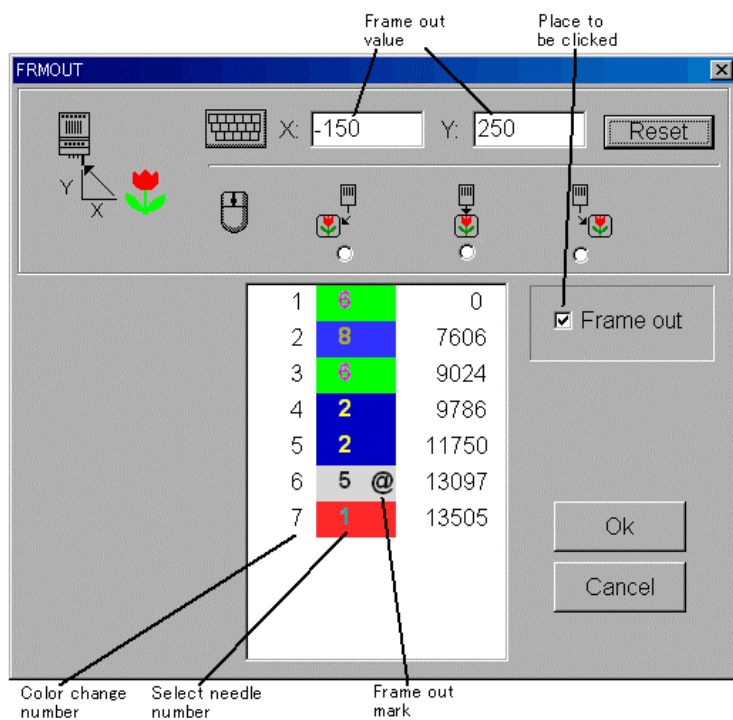 Frame out
value
Place to
be clicked
FRMOUT
X: -150 Y: 250 Reset
Y
X
1 6 0
2 8 7606
3 6 9024
4 2 9786
5 2 11750
6 5 @ 13097
7 1 13505
Frame out
Ok
Cancel
Color change
number
Select needle
number
Frame out
mark